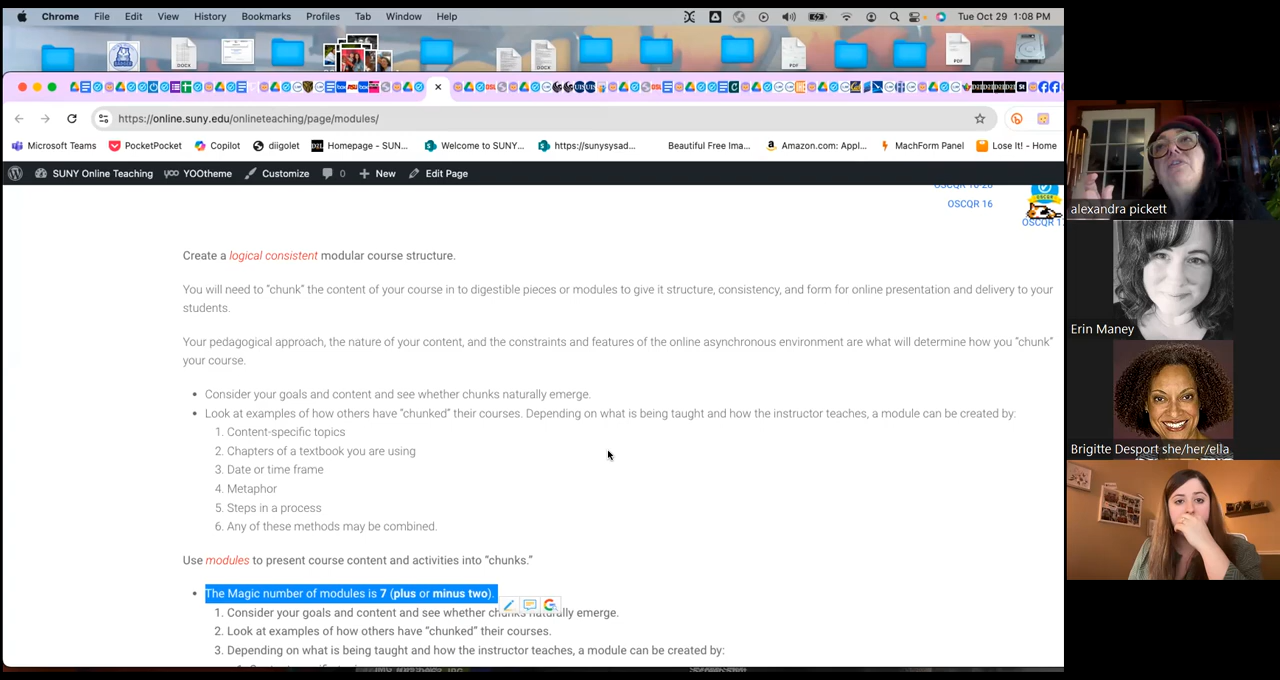 Chrome File Edit View History Bookmarks Profiles Tab Window Help Tue Oct 29 1:08 PM
DOCX DOCX PDF PDF
https://online.suny.edu/onlineteaching/page/modules/
Microsoft Teams PocketPocket Copilot diigolet Homepage - SUN... Welcome to SUNY... https://sunysysad... Beautiful Free Ima... Amazon.com: Appl... MachForm Panel Lose It! - Home
SUNY Online Teaching YOOtheme Customize 0 New Edit Page
OSCQR 16
Create a logical consistent modular course structure.
You will need to “chunk” the content of your course in to digestible pieces or modules to give it structure, consistency, and form for online presentation and delivery to your
students.
Your pedagogical approach, the nature of your content, and the constraints and features of the online asynchronous environment are what will determine how you “chunk”
your course.
• Consider your goals and content and see whether chunks naturally emerge.
• Look at examples of how others have “chunked” their courses. Depending on what is being taught and how the instructor teaches, a module can be created by:
1. Content-specific topics
2. Chapters of a textbook you are using
3. Date or time frame
4. Metaphor
5. Steps in a process
6. Any of these methods may be combined.
Use modules to present course content and activities into “chunks.”
• The Magic number of modules is 7 (plus or minus two).
1. Consider your goals and content and see whether chunks naturally emerge.
2. Look at examples of how others have “chunked” their courses.
3. Depending on what is being taught and how the instructor teaches, a module can be created by:
alexandra pickett
Erin Maney
Brigitte Desport she/her/ella